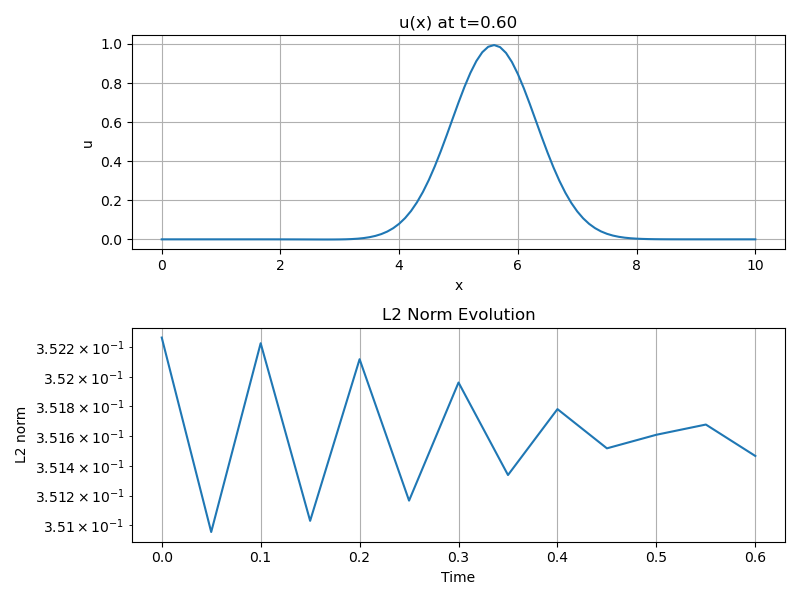 u(x) at t=0.60
1.0
0.8
0.6
0.4
0.2
0.0
u
0 2 4 6 8 10
x
L2 Norm Evolution
3.522 × 10⁻¹
3.52 × 10⁻¹
3.518 × 10⁻¹
3.516 × 10⁻¹
3.514 × 10⁻¹
3.512 × 10⁻¹
3.51 × 10⁻¹
L2 norm
0.0 0.1 0.2 0.3 0.4 0.5 0.6
Time